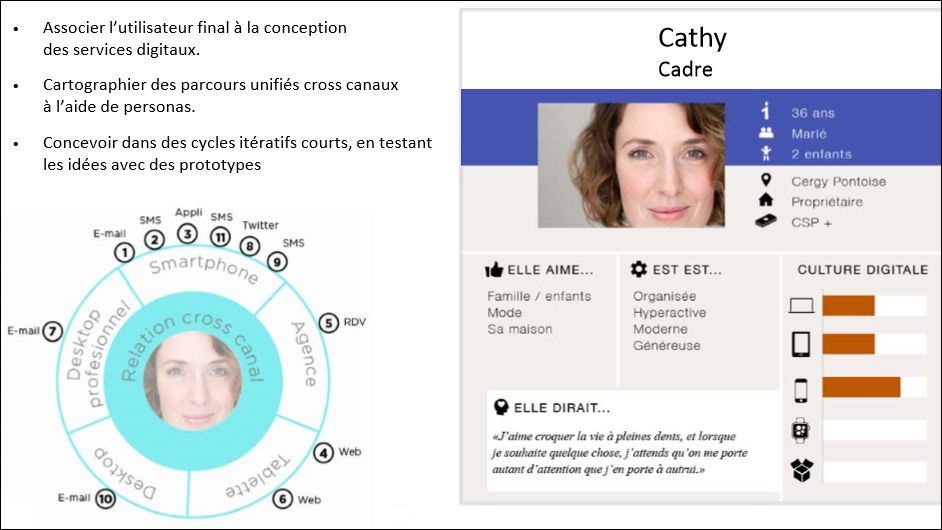 • Associer l’utilisateur final à la conception
des services digitaux.
• Cartographier des parcours unifiés cross canaux
à l’aide de personas.
• Concevoir dans des cycles itératifs courts, en testant
les idées avec des prototypes
E-mail 1
SMS 2
Appli 3
SMS 11
Twitter 8
SMS 9
5 RDV
4 Web
6 Web
E-mail 10
E-mail 7
Smartphone
Agence
Tablette
Desktop
Desktop
profesionnel
Relation cross canal
Cathy
Cadre
36 ans
Marié
2 enfants
Cergy Pontoise
Propriétaire
CSP +
ELLE AIME...
Famille / enfants
Mode
Sa maison
EST EST...
Organisée
Hyperactive
Moderne
Généreuse
CULTURE DIGITALE
ELLE DIRAIT...
«J’aime croquer la vie à pleines dents, et lorsque
je souhaite quelque chose, j’attends qu’on me porte
autant d’attention que j’en porte à autrui.»